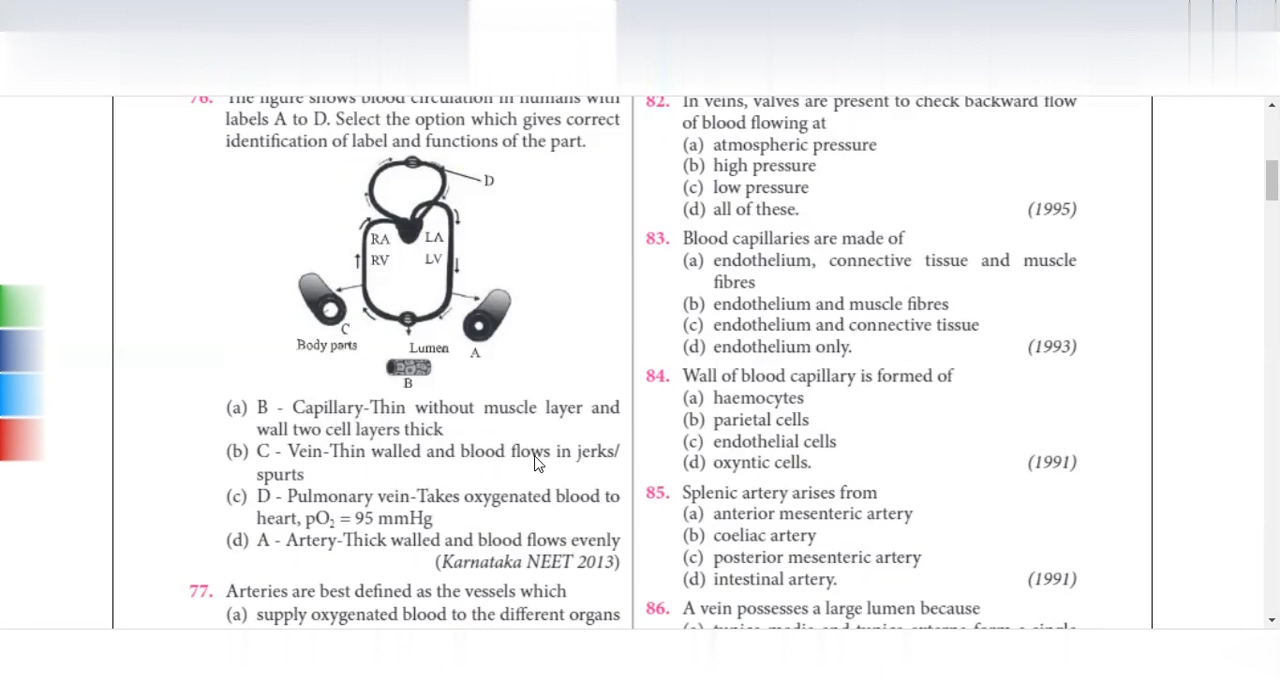 76. The figure shows blood circulation in humans with
labels A to D. Select the option which gives correct
identification of label and functions of the part.
D
RA LA
RV LV
C
Body parts
Lumen
A
B
(a) B - Capillary-Thin without muscle layer and
wall two cell layers thick
(b) C - Vein-Thin walled and blood flows in jerks/
spurts
(c) D - Pulmonary vein-Takes oxygenated blood to
heart, pO₂ = 95 mmHg
(d) A - Artery-Thick walled and blood flows evenly
(Karnataka NEET 2013)
77. Arteries are best defined as the vessels which
(a) supply oxygenated blood to the different organs
82. In veins, valves are present to check backward flow
of blood flowing at
(a) atmospheric pressure
(b) high pressure
(c) low pressure
(d) all of these. (1995)
83. Blood capillaries are made of
(a) endothelium, connective tissue and muscle
fibres
(b) endothelium and muscle fibres
(c) endothelium and connective tissue
(d) endothelium only. (1993)
84. Wall of blood capillary is formed of
(a) haemocytes
(b) parietal cells
(c) endothelial cells
(d) oxyntic cells. (1991)
85. Splenic artery arises from
(a) anterior mesenteric artery
(b) coeliac artery
(c) posterior mesenteric artery
(d) intestinal artery. (1991)
86. A vein possesses a large lumen because